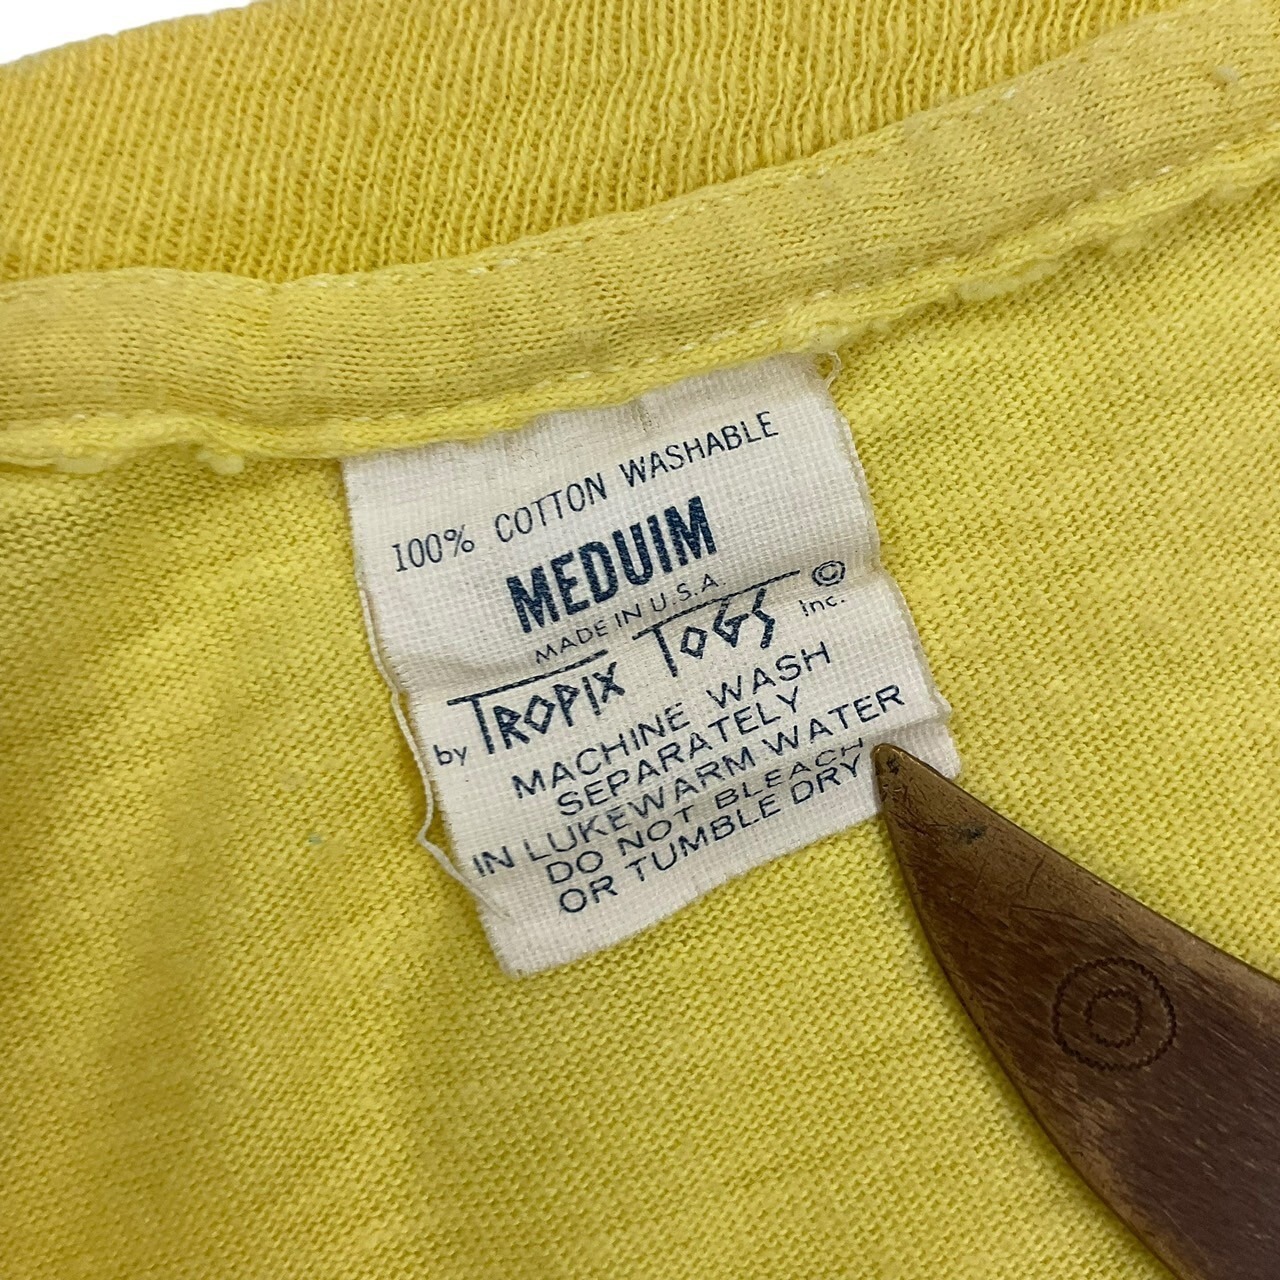 100% COTTON WASHABLE
MEDUIM
MADE IN U.S.A.
by TROPIX TOGS Inc. ©
MACHINE WASH
SEPARATELY
IN LUKEWARM WATER
DO NOT BLEACH
OR TUMBLE DRY